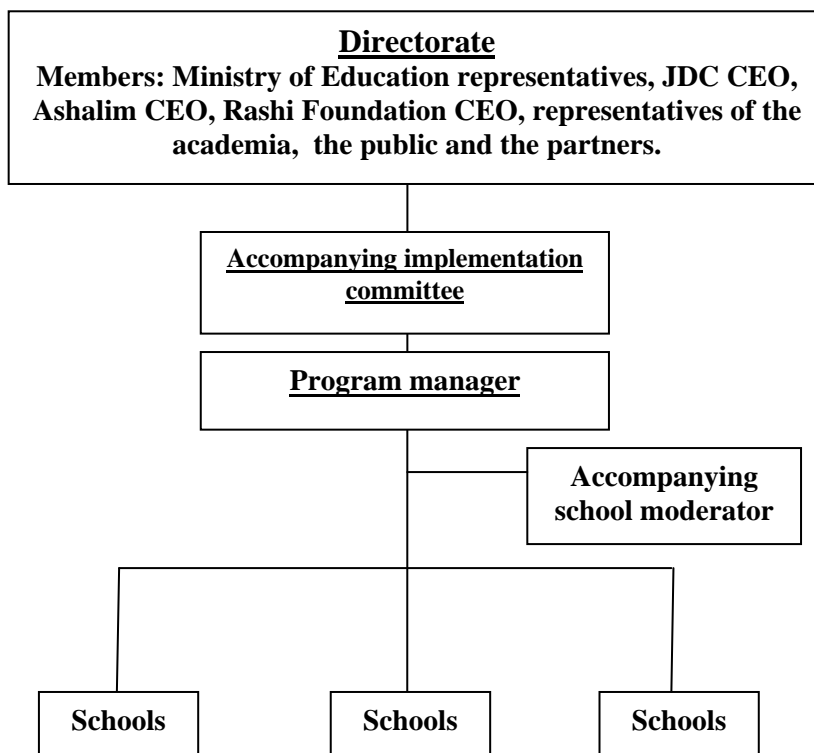 Directorate
Members: Ministry of Education representatives, JDC CEO,
Ashalim CEO, Rashi Foundation CEO, representatives of the
academia, the public and the partners.
Accompanying implementation
committee
Program manager
Accompanying
school moderator
Schools
Schools
Schools